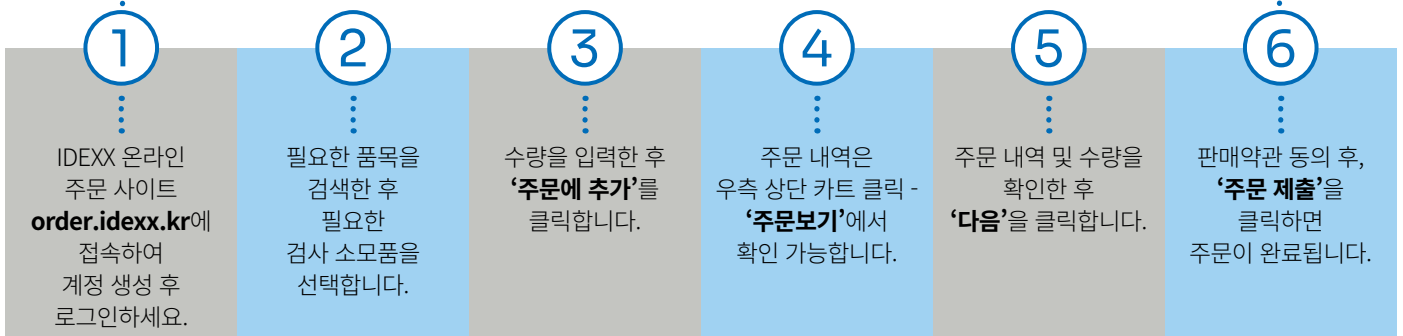 1
IDEXX 온라인
주문 사이트
order.idexx.kr에
접속하여
계정 생성 후
로그인하세요.
2
필요한 품목을
검색한 후
필요한
검사 소모품을
선택합니다.
3
수량을 입력한 후
‘주문에 추가’를
클릭합니다.
4
주문 내역은
우측 상단 카트 클릭 -
‘주문보기’에서
확인 가능합니다.
5
주문 내역 및 수량을
확인한 후
‘다음’을 클릭합니다.
6
판매약관 동의 후,
‘주문 제출’을
클릭하면
주문이 완료됩니다.